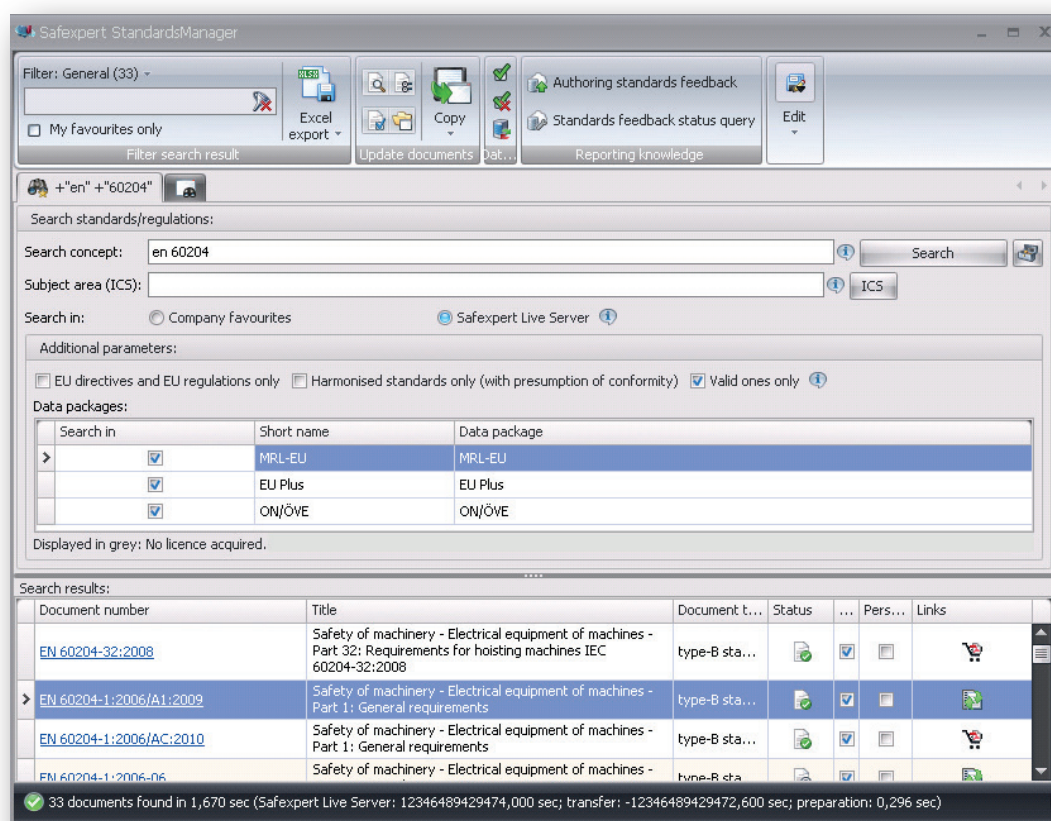 Safexpert StandardsManager
Filter: General (33)
My favourites only
Filter search result
XLSX
Excel
export
Update documents
Copy
Dat...
Authoring standards feedback
Standards feedback status query
Reporting knowledge
Edit
+"en" +"60204"
Search standards/regulations:
Search concept: en 60204 Search
Subject area (ICS): ICS
Search in: Company favourites Safexpert Live Server
Additional parameters:
EU directives and EU regulations only Harmonised standards only (with presumption of conformity) Valid ones only
Data packages:
Search in Short name Data package
MRL-EU MRL-EU
EU Plus EU Plus
ON/ÖVE ON/ÖVE
Displayed in grey: No licence acquired.
Search results:
Document number Title Document t... Status ... Pers... Links
Safety of machinery - Electrical equipment of machines -
EN 60204-32:2008 Part 32: Requirements for hoisting machines IEC type-B sta...
60204-32:2008
Safety of machinery - Electrical equipment of machines -
EN 60204-1:2006/A1:2009 type-B sta...
Part 1: General requirements
Safety of machinery - Electrical equipment of machines -
EN 60204-1:2006/AC:2010 type-B sta...
Part 1: General requirements
Safety of machinery - Electrical equipment of machines -
EN 60204-1:2006-06 type-B sta
33 documents found in 1,670 sec (Safexpert Live Server: 12346489429474,000 sec; transfer: -12346489429472,600 sec; preparation: 0,296 sec)